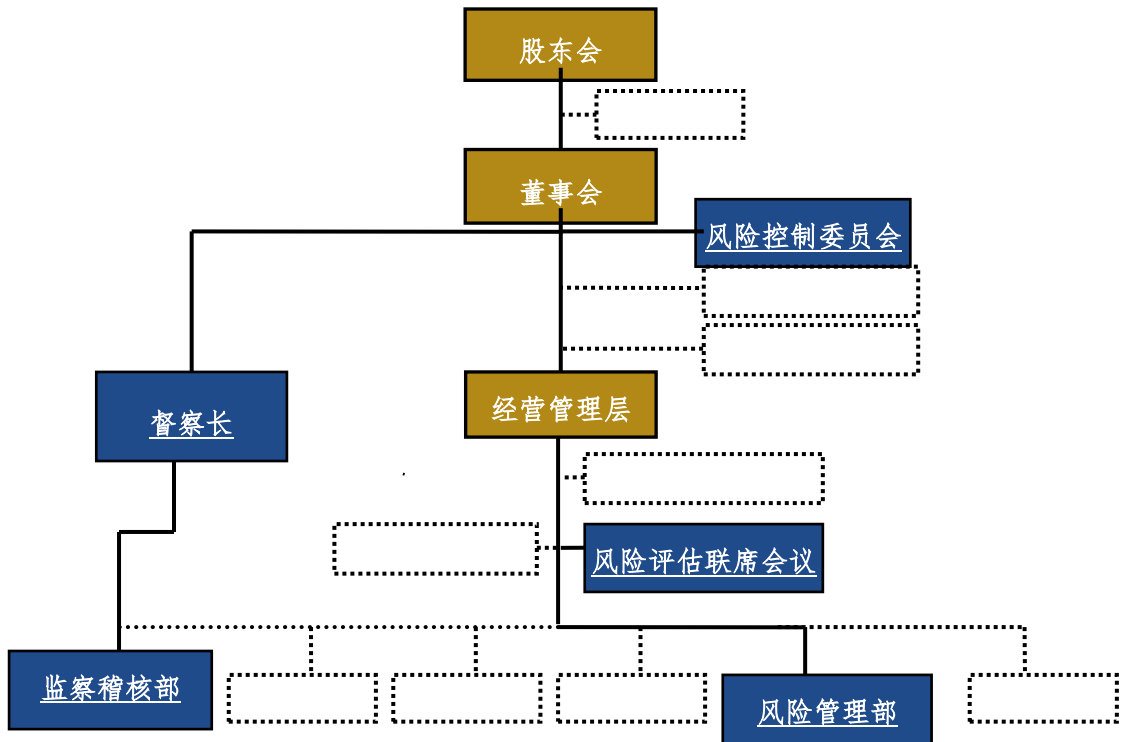 股东会
董事会
风险控制委员会
督察长
经营管理层
风险评估联席会议
监察稽核部
风险管理部